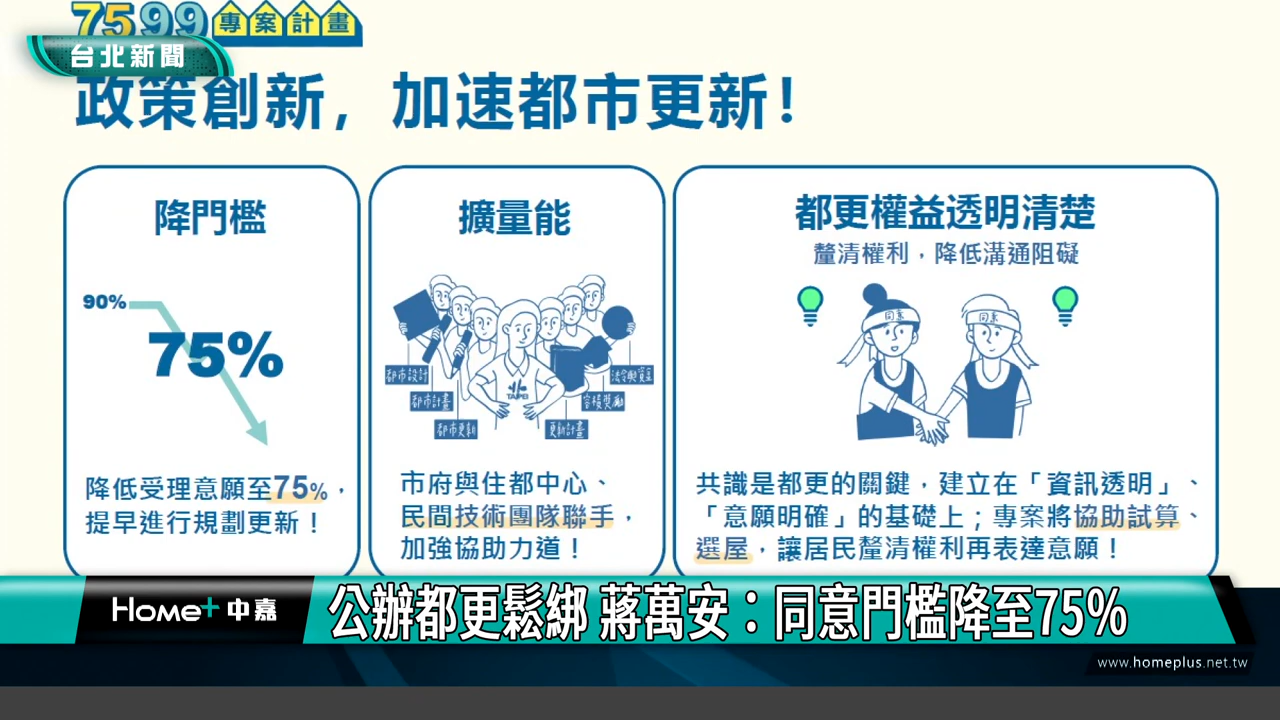 7599專案計畫
台北新聞
政策創新，加速都市更新！
降門檻
90%
75%
降低受理意願至75%，
提早進行規劃更新！
擴量能
都市設計
都市計畫
都市更新
TAIPEI
更新計畫
容積獎勵
市府與住都中心、
民間技術團隊聯手，
加強協助力道！
都更權益透明清楚
釐清權利，降低溝通阻礙
同意
同意
共識是都更的關鍵，建立在「資訊透明」、
「意願明確」的基礎上；專案將協助試算、
選屋，讓居民釐清權利再表達意願！
Home+中嘉
公辦都更鬆綁 蔣萬安：同意門檻降至75%
www.homeplus.net.tw